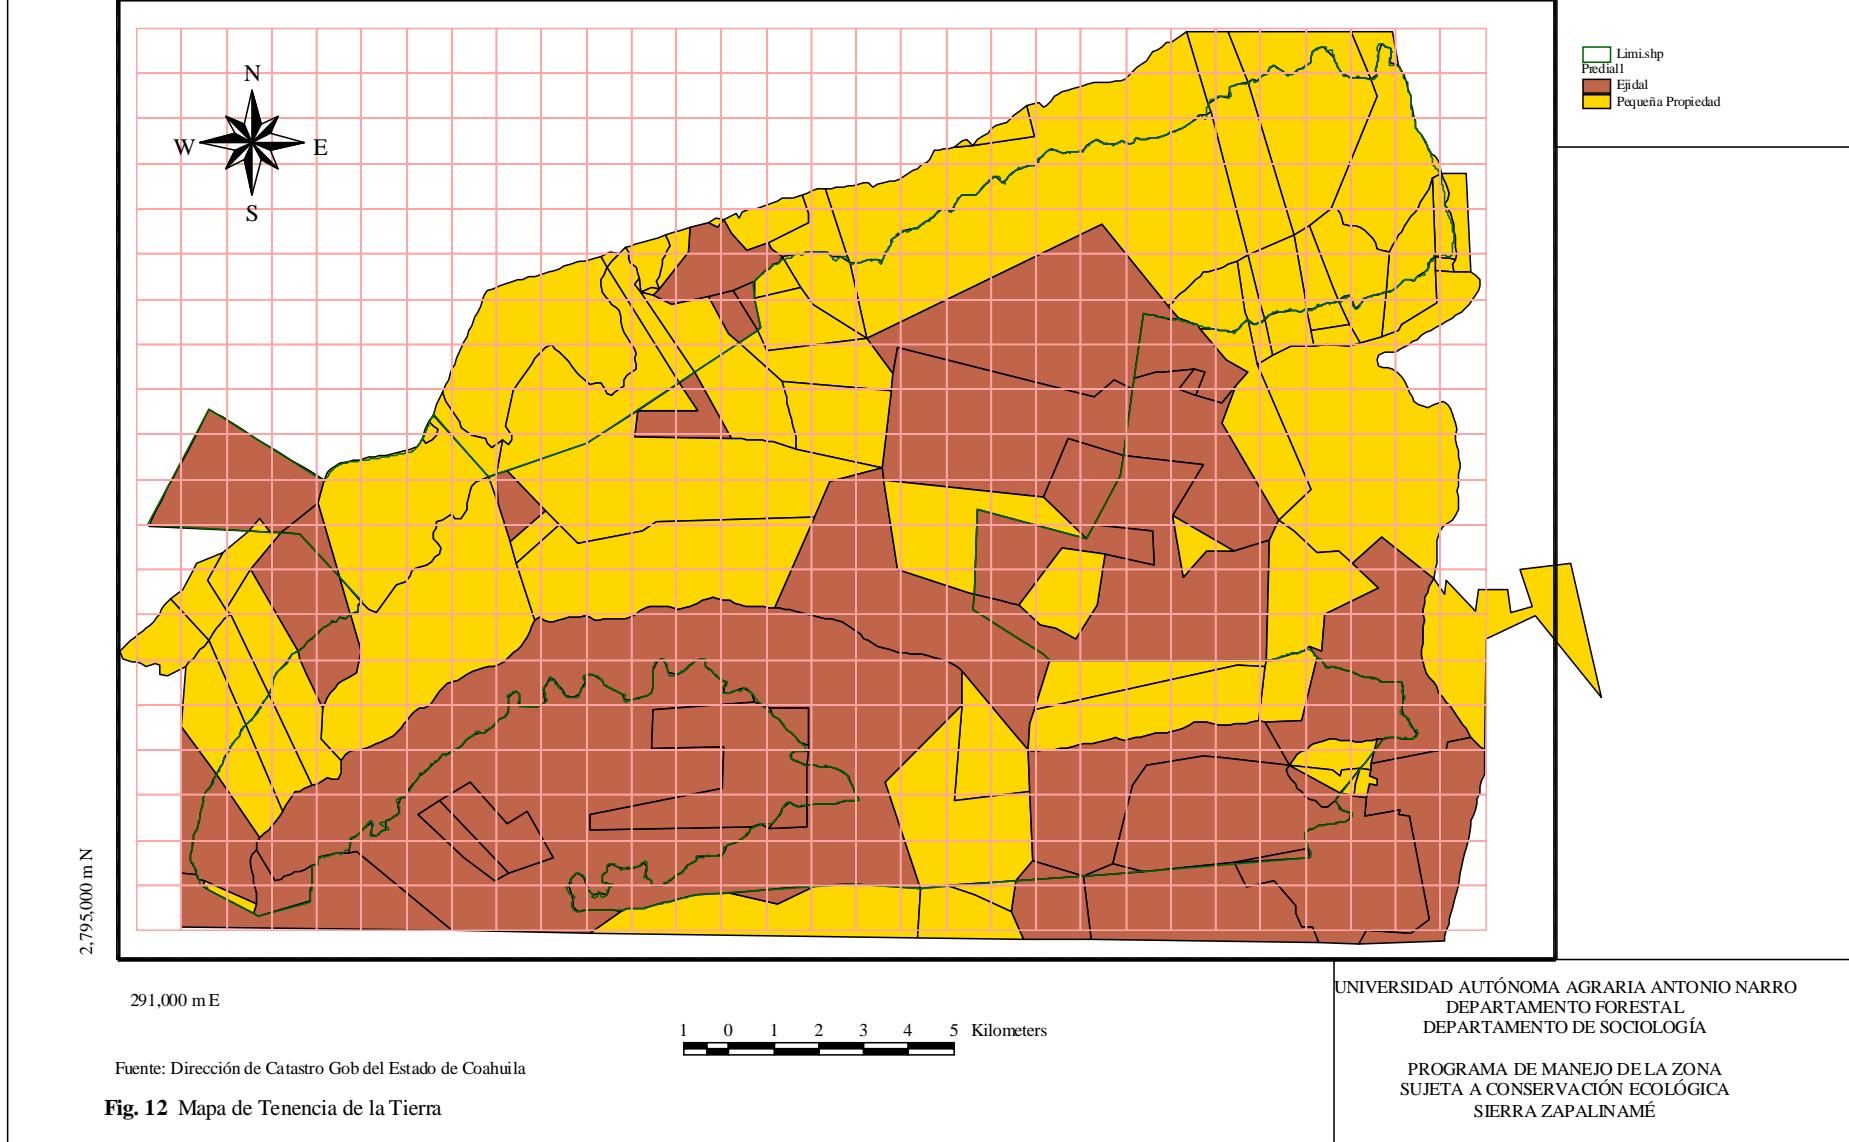 N
W E
S
Limi.shp
Predial1
Ejidal
Pequeña Propiedad
2,795,000 m N
291,000 m E
1 0 1 2 3 4 5 Kilometers
Fuente: Dirección de Catastro Gob del Estado de Coahuila
Fig. 12 Mapa de Tenencia de la Tierra
UNIVERSIDAD AUTÓNOMA AGRARIA ANTONIO NARRO
DEPARTAMENTO FORESTAL
DEPARTAMENTO DE SOCIOLOGÍA
PROGRAMA DE MANEJO DE LA ZONA
SUJETA A CONSERVACIÓN ECOLÓGICA
SIERRA ZAPALINAMÉ